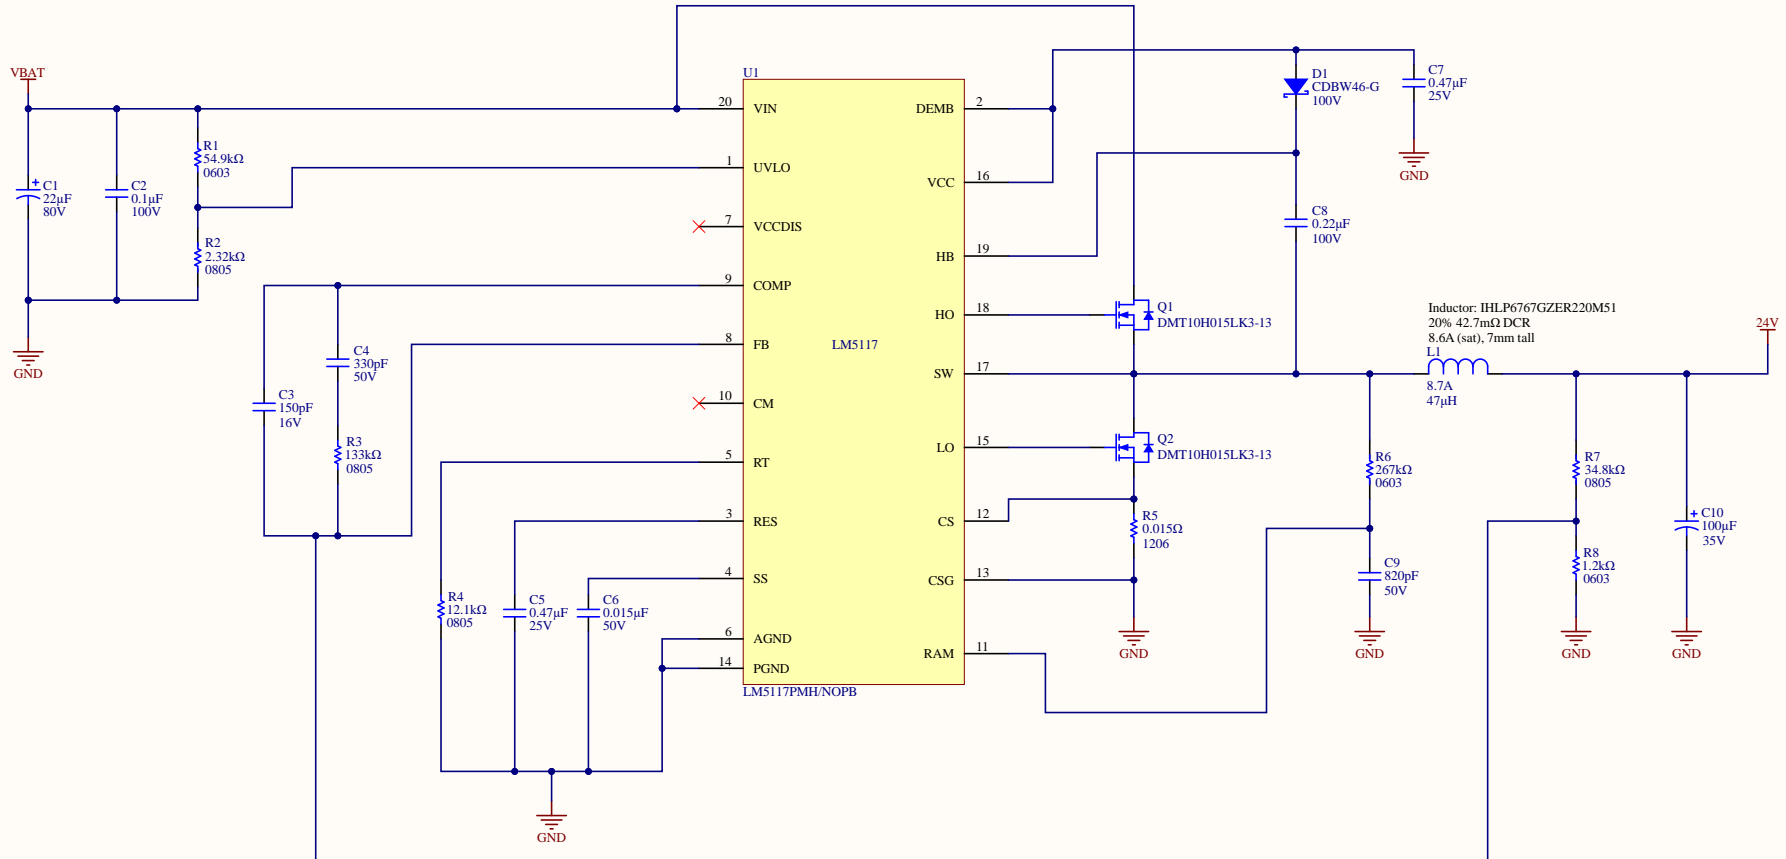 VBAT
C1
22µF
80V
C2
0.1µF
100V
R1
54.9kΩ
0603
R2
2.32kΩ
0805
GND
C3
150pF
16V
C4
330pF
50V
R3
133kΩ
0805
R4
12.1kΩ
0805
C5
0.47µF
25V
C6
0.015µF
50V
GND
U1
20 VIN
1 UVLO
7 VCCDIS
9 COMP
8 FB
10 CM
5 RT
3 RES
4 SS
6 AGND
14 PGND
LM5117
DEMB 2
VCC 16
HB 19
HO 18
SW 17
LO 15
CS 12
CSG 13
RAM 11
LM5117PMH/NOPB
D1
CDBW46-G
100V
C7
0.47µF
25V
GND
C8
0.22µF
100V
Q1
DMT10H015LK3-13
Q2
DMT10H015LK3-13
R5
0.015Ω
1206
GND
Inductor: IHLP6767GZER220M51
20% 42.7mΩ DCR
8.6A (sat), 7mm tall
L1
8.7A
47µH
24V
R6
267kΩ
0603
C9
820pF
50V
GND
R7
34.8kΩ
0805
R8
1.2kΩ
0603
GND
C10
100µF
35V
GND